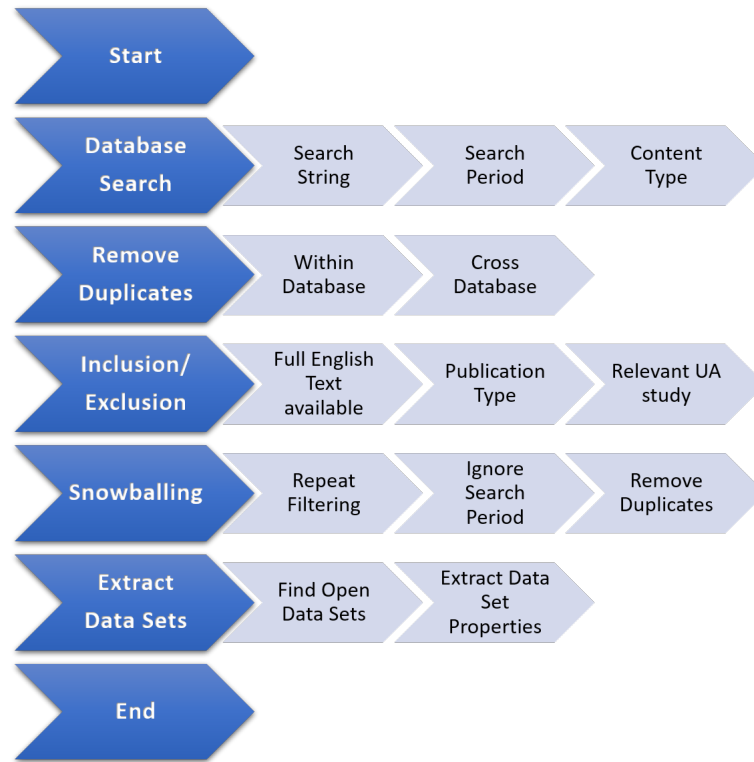 Start
Database
Search
Search
String
Search
Period
Content
Type
Remove
Duplicates
Within
Database
Cross
Database
Inclusion/
Exclusion
Full English
Text
available
Publication
Type
Relevant UA
study
Snowballing
Repeat
Filtering
Ignore
Search
Period
Remove
Duplicates
Extract
Data Sets
Find Open
Data Sets
Extract Data
Set
Properties
End